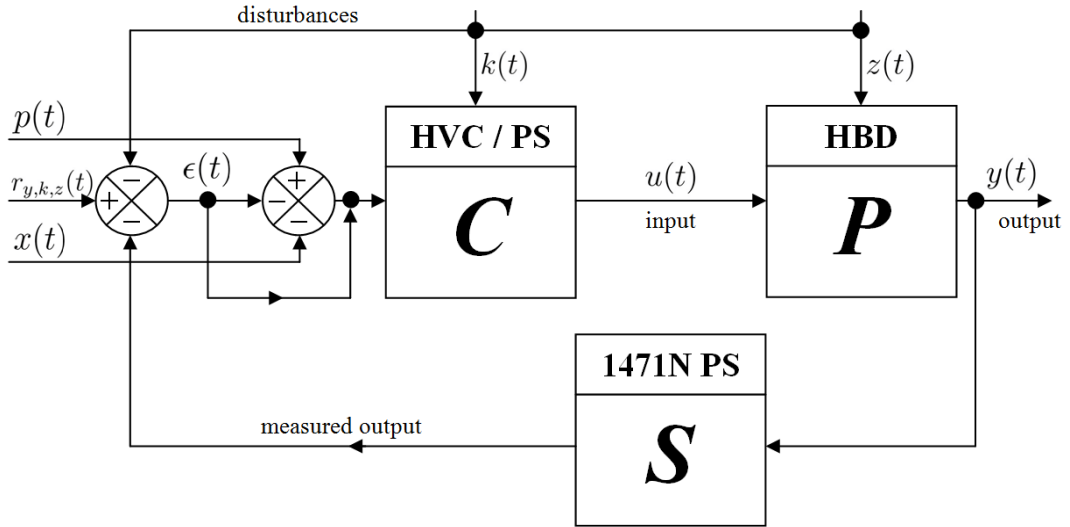 disturbances
k(t)
z(t)
p(t)
HVC / PS
HBD
−
+
ϵ(t)
u(t)
y(t)
r_{y,k,z}(t)
+
−
−
−
C
P
input
output
x(t)
1471N PS
measured output
S